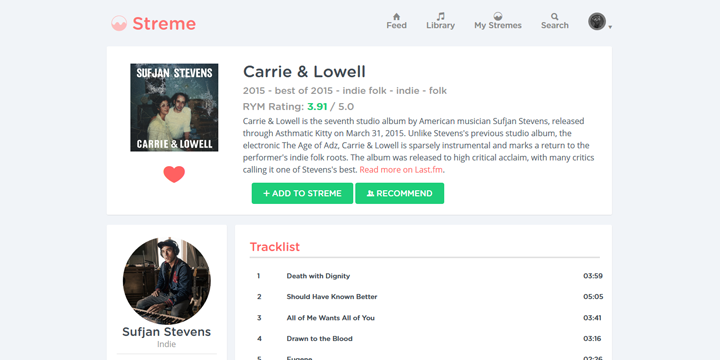 Streme
Feed
Library
My Stremes
Search
SUFJAN STEVENS
CARRIE & LOWELL
Carrie & Lowell
2015 - best of 2015 - indie folk - indie - folk
RYM Rating: 3.91 / 5.0
Carrie & Lowell is the seventh studio album by American musician Sufjan Stevens, released
through Asthmatic Kitty on March 31, 2015. Unlike Stevens's previous studio album, the
electronic The Age of Adz, Carrie & Lowell is sparsely instrumental and marks a return to the
performer's indie folk roots. The album was released to high critical acclaim, with many critics
calling it one of Stevens's best. Read more on Last.fm.
+ ADD TO STREME
RECOMMEND
Sufjan Stevens
Indie
Tracklist
1 Death with Dignity 03:59
2 Should Have Known Better 05:05
3 All of Me Wants All of You 03:41
4 Drawn to the Blood 03:16
5 Eugene 02:26